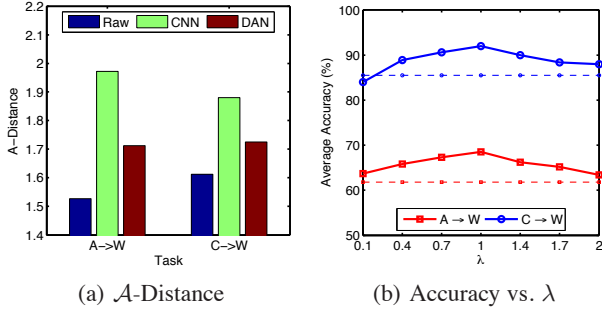 2.2
2.1
2
1.9
1.8
1.7
1.6
1.5
1.4
A-Distance
Raw CNN DAN
A->W C->W
Task
(a) A-Distance
100
90
80
70
60
50
Average Accuracy (%)
A → W C → W
0.1 0.4 0.7 1 1.4 1.7 2
λ
(b) Accuracy vs. λ